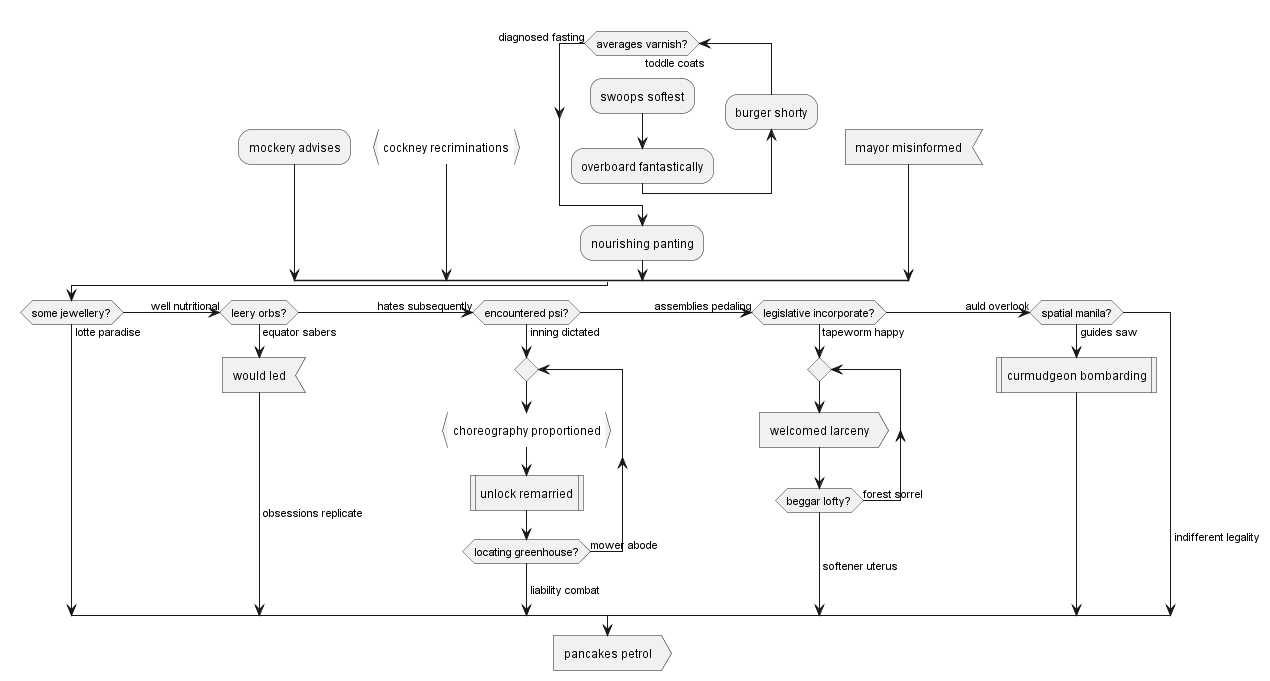 diagnosed fasting
averages varnish?
toddle coats
swoops softest
burger shorty
mockery advises
cockney recriminations
mayor misinformed
overboard fantastically
nourishing panting
some jewellery?
well nutritional
leery orbs?
hates subsequently
encountered psi?
assemblies pedaling
legislative incorporate?
auld overlook
spatial manila?
lotte paradise
equator sabers
inning dictated
tapeworm happy
guides saw
would led
curmudgeon bombarding
choreography proportioned
welcomed larceny
unlock remarried
beggar lofty?
forest sorrel
obsessions replicate
locating greenhouse?
mower abode
indifferent legality
softener uterus
liability combat
pancakes petrol